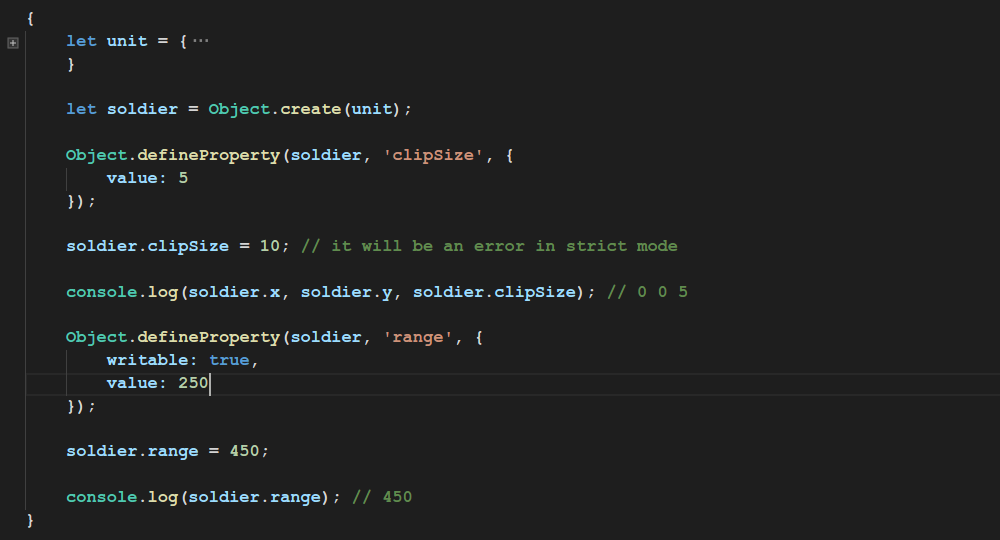 {
    let unit = {···
    }
    let soldier = Object.create(unit);
    Object.defineProperty(soldier, 'clipSize', {
        value: 5
    });
    soldier.clipSize = 10; // it will be an error in strict mode
    console.log(soldier.x, soldier.y, soldier.clipSize); // 0 0 5
    Object.defineProperty(soldier, 'range', {
        writable: true,
        value: 250
    });
    soldier.range = 450;
    console.log(soldier.range); // 450
}